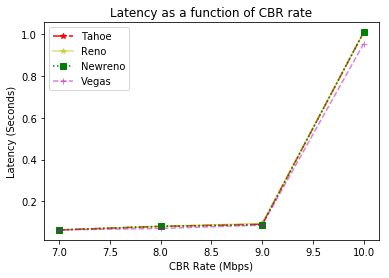 Latency as a function of CBR rate
Tahoe
Reno
Newreno
Vegas
1.0
0.8
0.6
0.4
0.2
Latency (Seconds)
7.0 7.5 8.0 8.5 9.0 9.5 10.0
CBR Rate (Mbps)